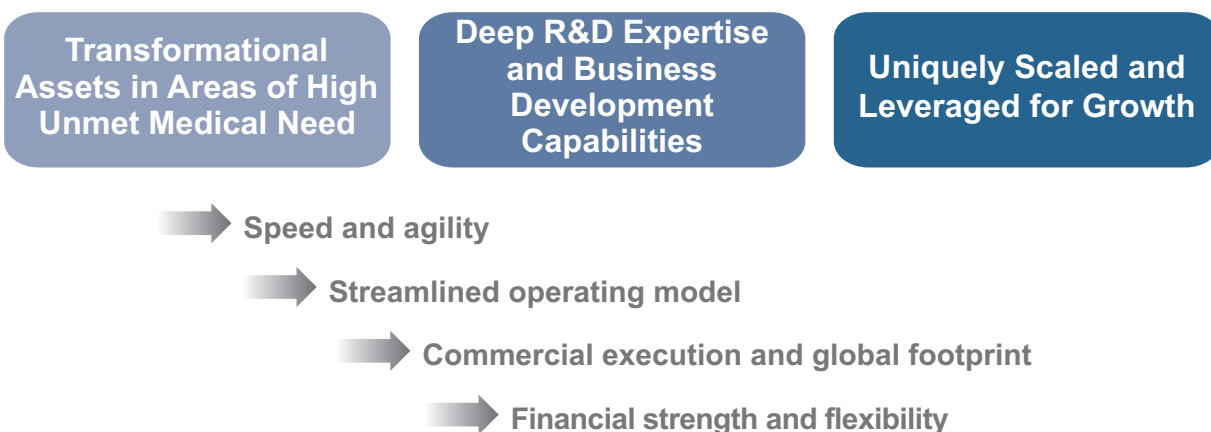 Transformational
Assets in Areas of High
Unmet Medical Need
Deep R&D Expertise
and Business
Development
Capabilities
Uniquely Scaled and
Leveraged for Growth
Speed and agility
Streamlined operating model
Commercial execution and global footprint
Financial strength and flexibility